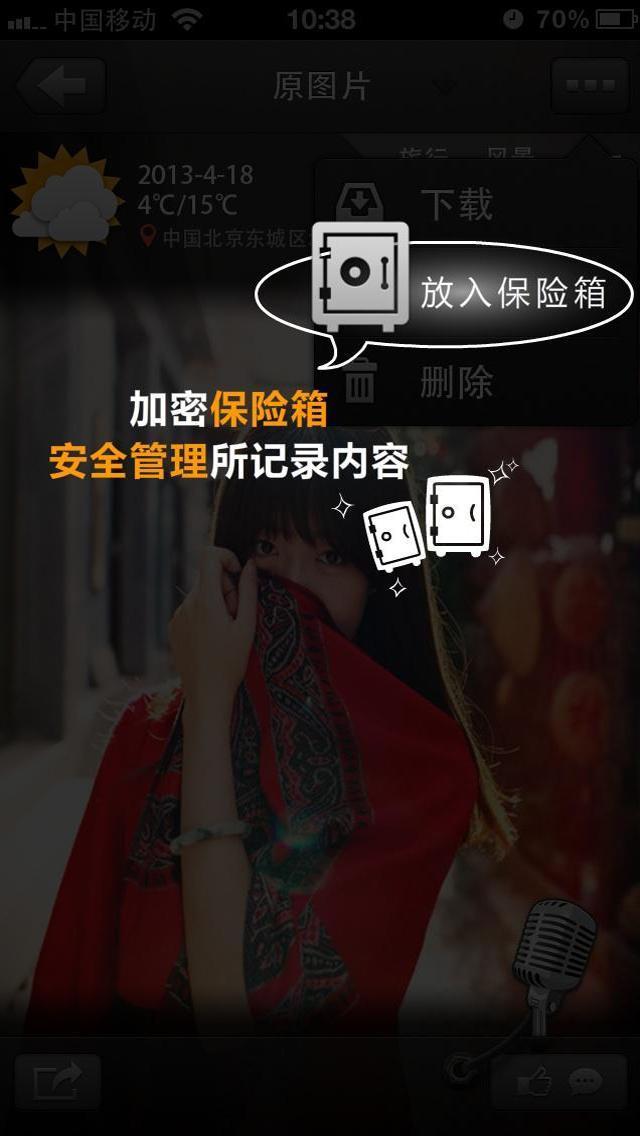 中国移动 10:38 70%
原图片
2013-4-18
4℃/15℃
中国北京东城区
旅行 风景
下载
放入保险箱
删除
加密保险箱
安全管理所记录内容